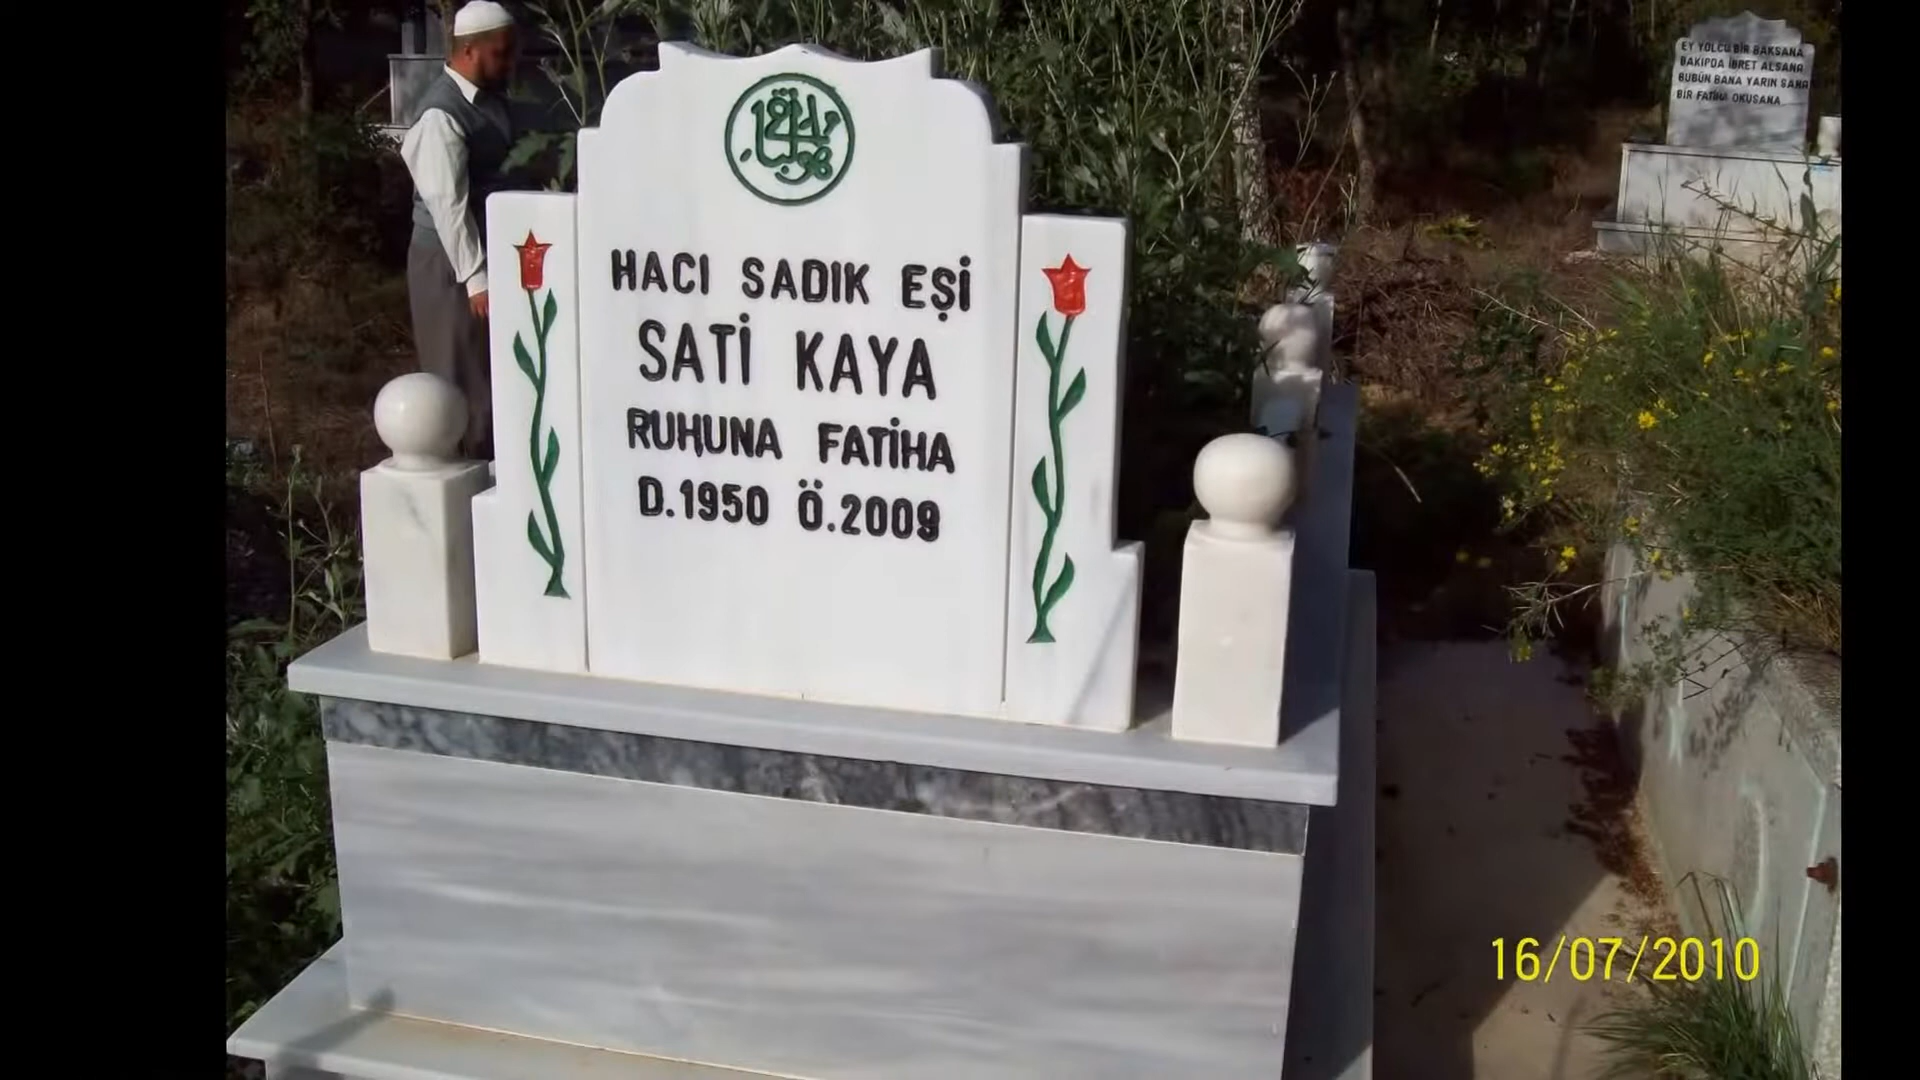 هوالباقى
HACI SADIK EŞİ
SATİ KAYA
RUHUNA FATİHA
D.1950 Ö.2009
EY YOLCU BİR BAKSANA
BAKIPDA İBRET ALSANA
BUGÜN BANA YARIN SANA
BİR FATİHA OKUSANA
16/07/2010